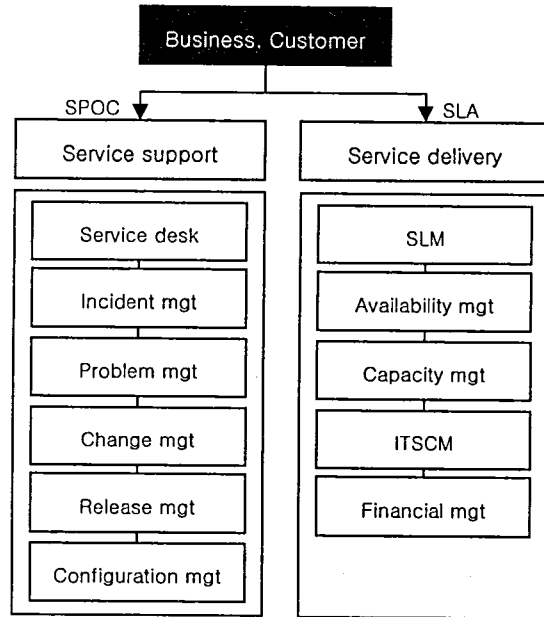 Business, Customer
SPOC
SLA
Service support
Service delivery
Service desk
Incident mgt
Problem mgt
Change mgt
Release mgt
Configuration mgt
SLM
Availability mgt
Capacity mgt
ITSCM
Financial mgt